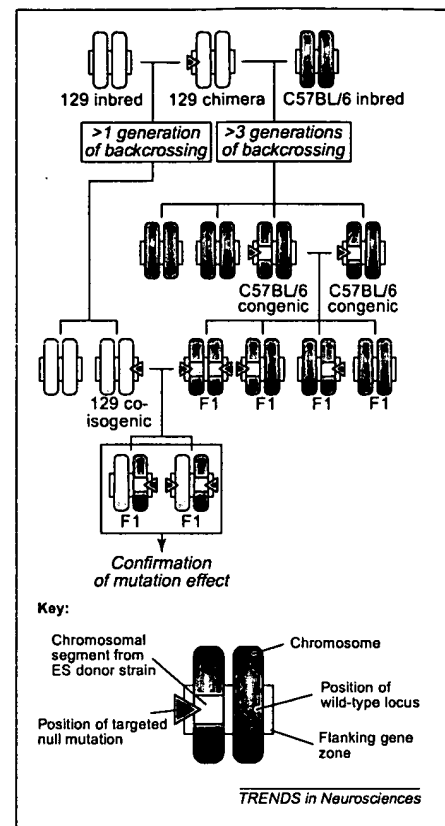 129 inbred
129 chimera
C57BL/6 inbred
>1 generation
of backcrossing
>3 generations
of backcrossing
C57BL/6
congenic
C57BL/6
congenic
129 co-
isogenic
F1
F1
F1
F1
F1
F1
Confirmation
of mutation effect
Key:
Chromosomal
segment from
ES donor strain
Chromosome
Position of targeted
null mutation
Position of
wild-type locus
Flanking gene
zone
TRENDS in Neurosciences